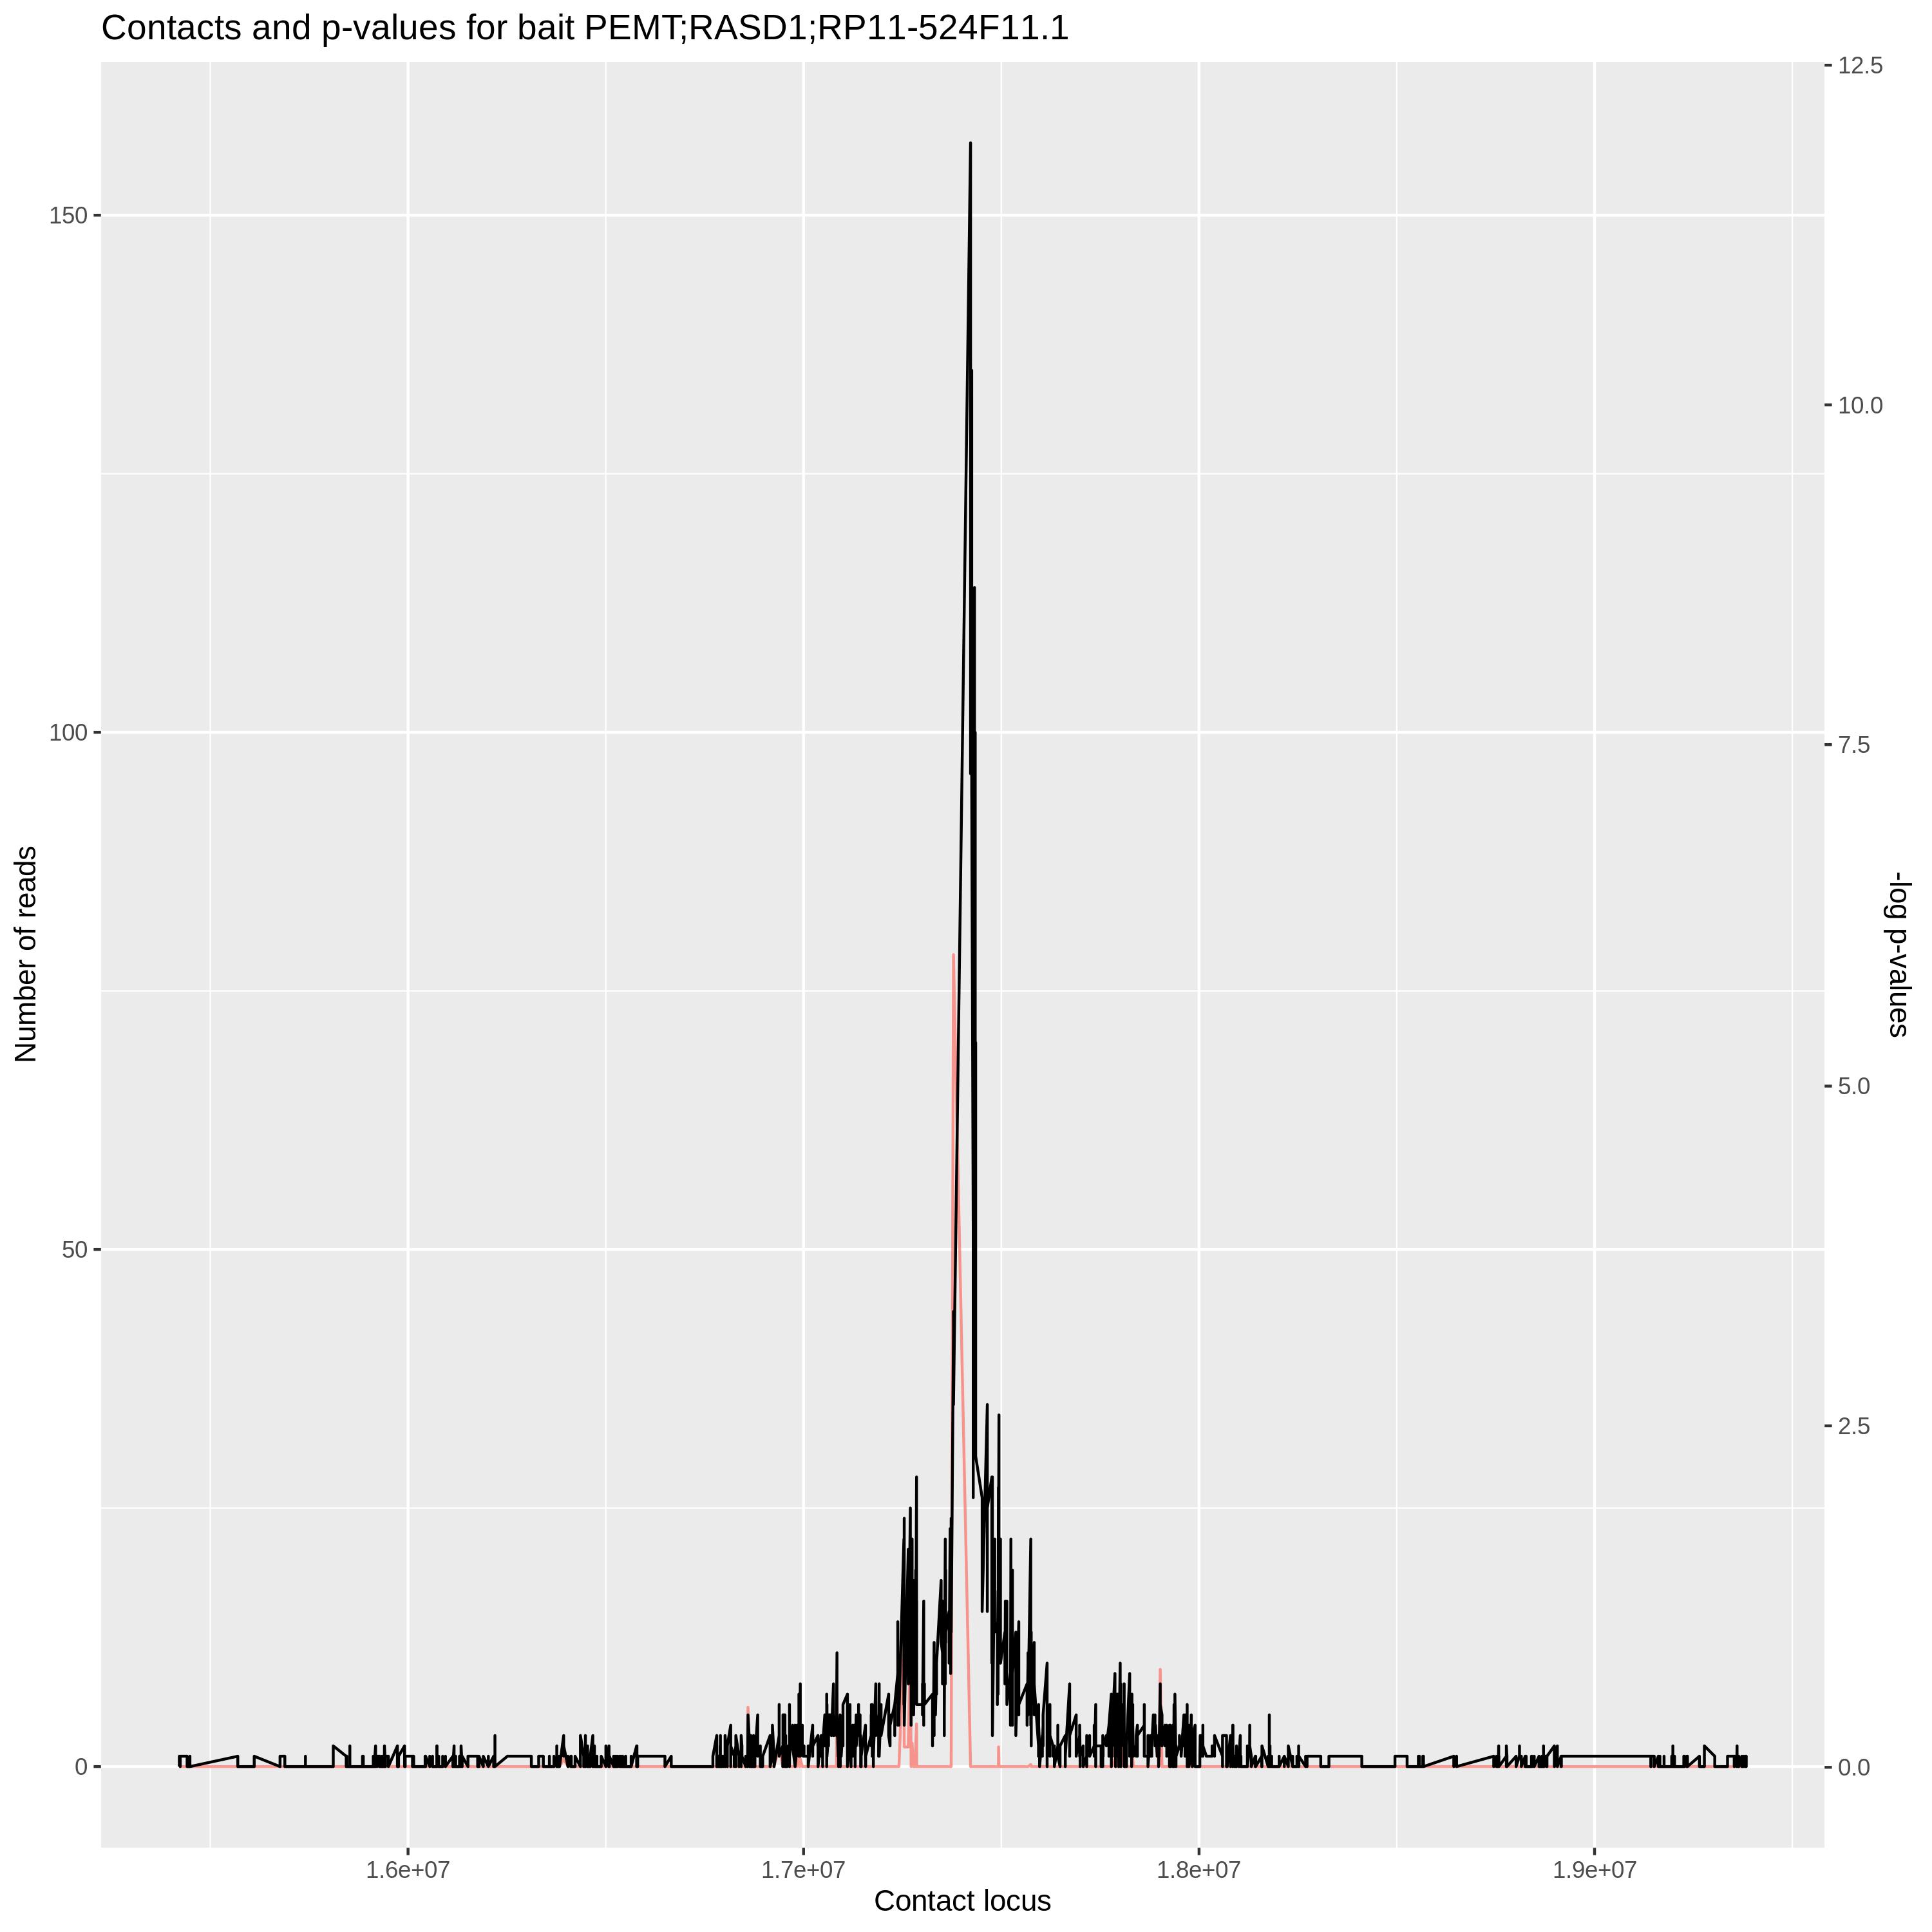 Contacts and p-values for bait PEMT;RASD1;RP11-524F11.1
12.5
150
10.0
100
7.5
Number of reads
-log p-values
5.0
50
2.5
0
0.0
1.6e+07
1.7e+07
1.8e+07
1.9e+07
Contact locus